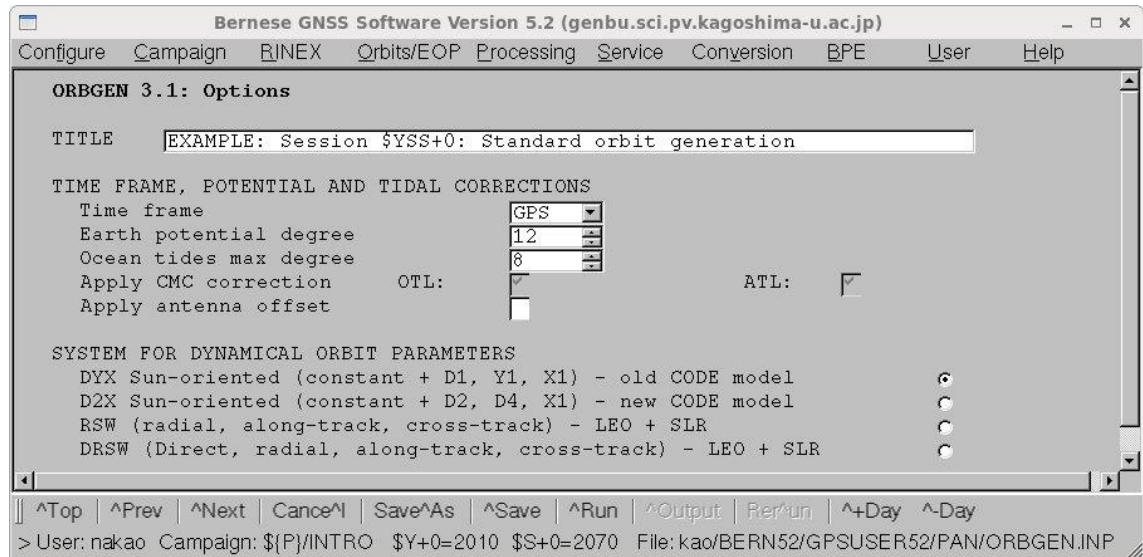 Bernese GNSS Software Version 5.2 (genbu.sci.pv.kagoshima-u.ac.jp)
Configure Campaign RINEX Orbits/EOP Processing Service Conversion BPE User Help
ORBGEN 3.1: Options
TITLE EXAMPLE: Session $YSS+0: Standard orbit generation
TIME FRAME, POTENTIAL AND TIDAL CORRECTIONS
Time frame GPS
Earth potential degree 12
Ocean tides max degree 8
Apply CMC correction OTL: ATL:
Apply antenna offset
SYSTEM FOR DYNAMICAL ORBIT PARAMETERS
DYX Sun-oriented (constant + D1, Y1, X1) - old CODE model
D2X Sun-oriented (constant + D2, D4, X1) - new CODE model
RSW (radial, along-track, cross-track) - LEO + SLR
DRSW (Direct, radial, along-track, cross-track) - LEO + SLR
^Top | ^Prev | ^Next | Cance^l | Save^As | ^Save | ^Run | ^Output | Rer^un | ^+Day ^-Day
> User: nakao Campaign: ${P}/INTRO $Y+0=2010 $S+0=2070 File: kao/BERN52/GPSUSER52/PAN/ORBGEN.INP